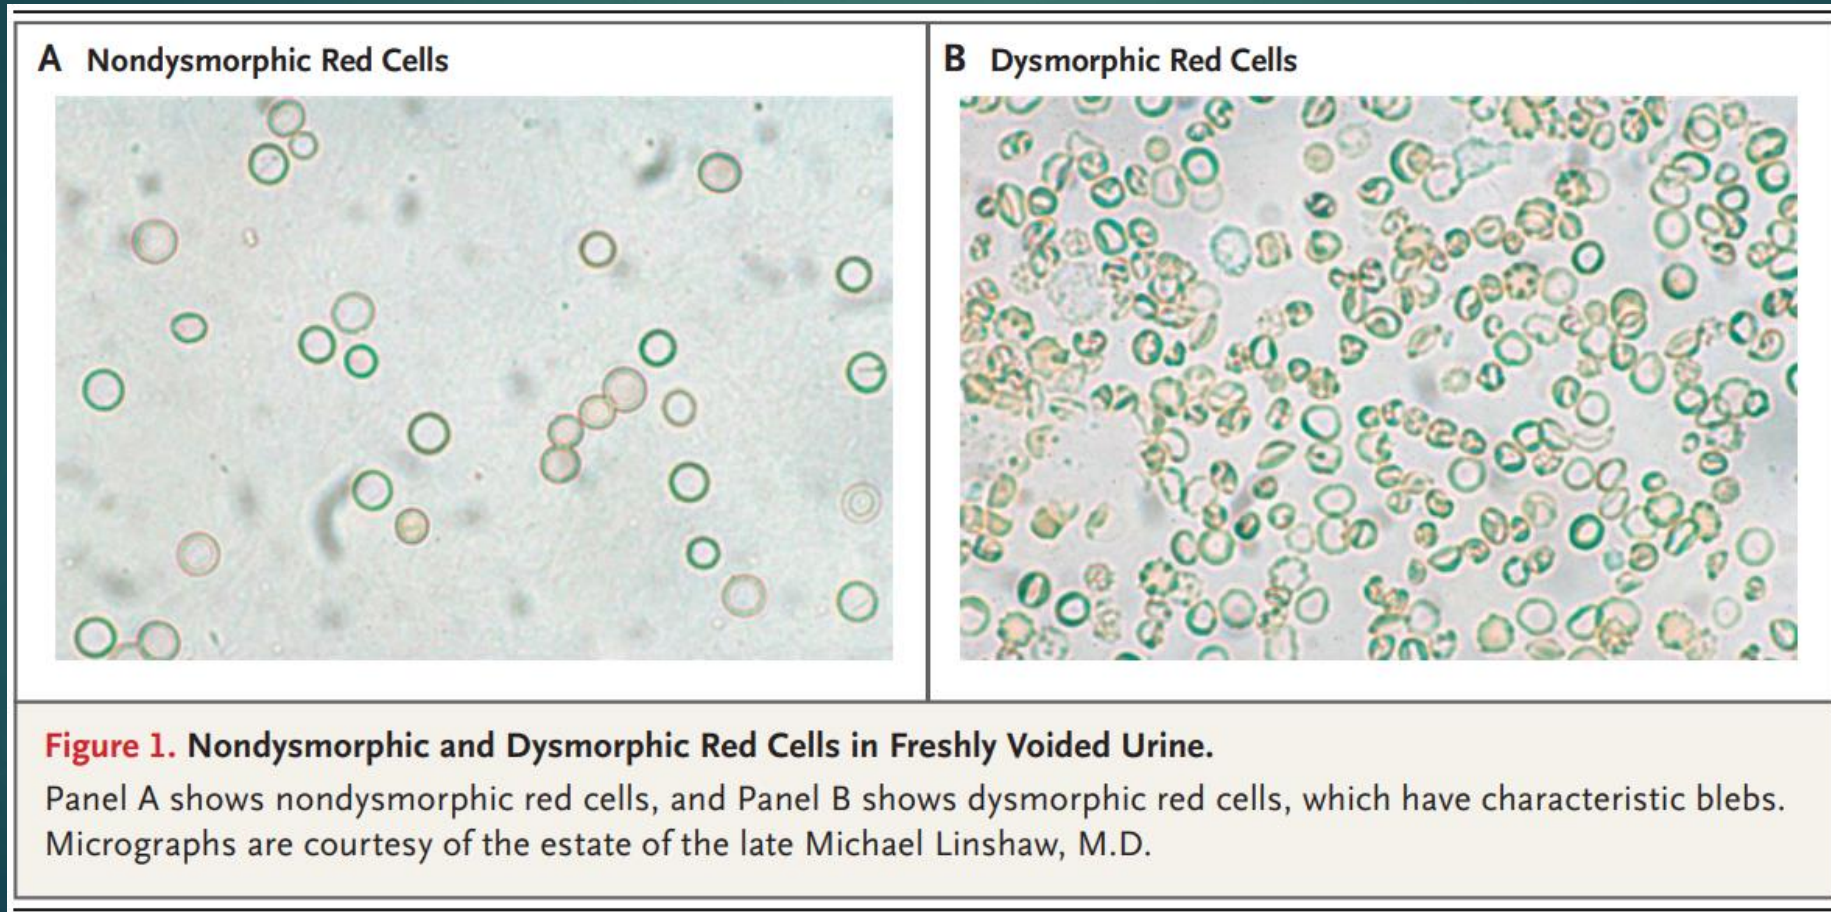 A Nondysmorphic Red Cells
B Dysmorphic Red Cells
Figure 1. Nondysmorphic and Dysmorphic Red Cells in Freshly Voided Urine.
Panel A shows nondysmorphic red cells, and Panel B shows dysmorphic red cells, which have characteristic blebs.
Micrographs are courtesy of the estate of the late Michael Linshaw, M.D.